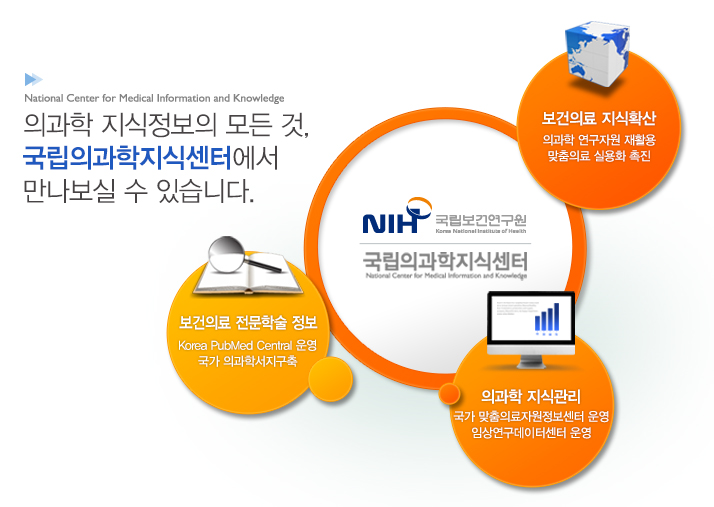 National Center for Medical Information and Knowledge
의과학 지식정보의 모든 것,
국립의과학지식센터에서
만나보실 수 있습니다.
보건의료 지식확산
의과학 연구자원 재활용
맞춤의료 실용화 촉진
NIH 국립보건연구원
Korea National Institute of Health
국립의과학지식센터
National Center for Medical Information and Knowledge
보건의료 전문학술 정보
Korea PubMed Central 운영
국가 의과학서지구축
의과학 지식관리
국가 맞춤의료자원정보센터 운영
임상연구데이터센터 운영